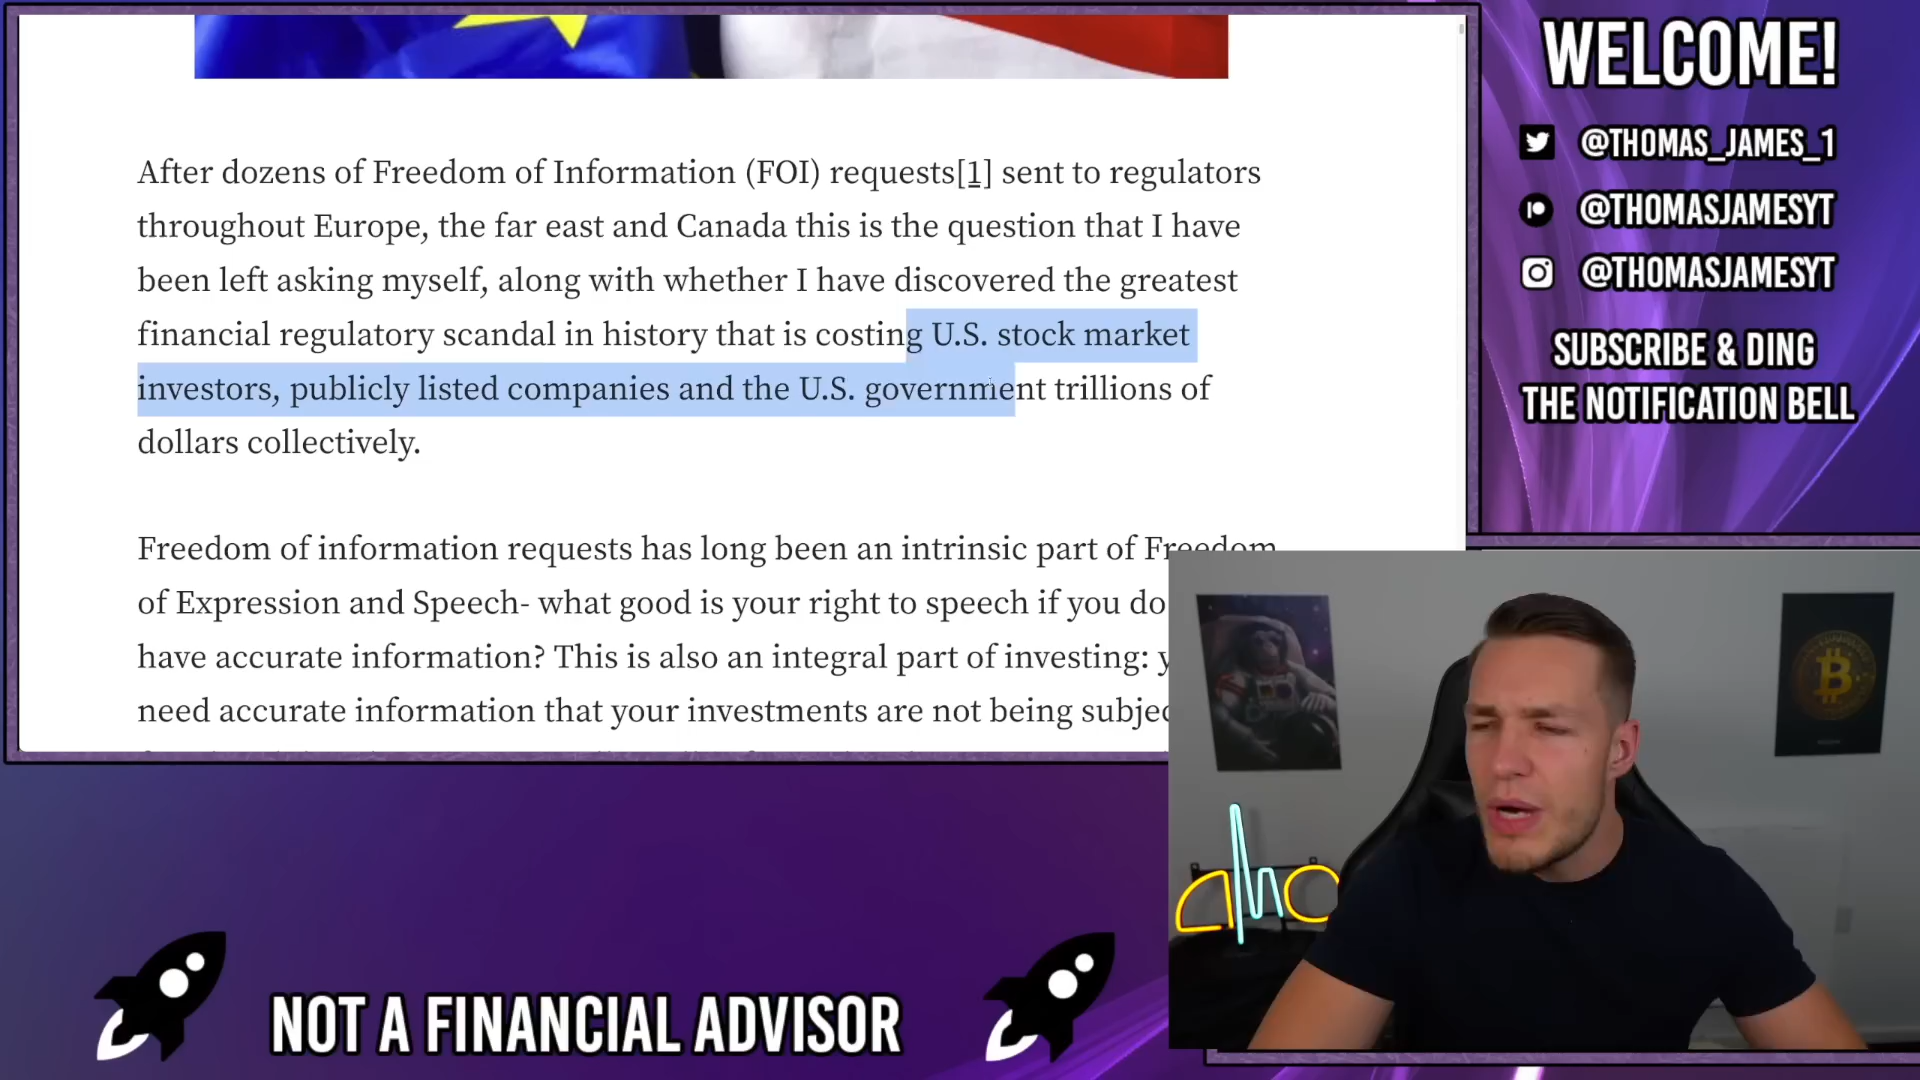 After dozens of Freedom of Information (FOI) requests[1] sent to regulators
throughout Europe, the far east and Canada this is the question that I have
been left asking myself, along with whether I have discovered the greatest
financial regulatory scandal in history that is costing U.S. stock market
investors, publicly listed companies and the U.S. government trillions of
dollars collectively.
Freedom of information requests has long been an intrinsic part of Freedom
of Expression and Speech- what good is your right to speech if you do
have accurate information? This is also an integral part of investing:
need accurate information that your investments are not being
WELCOME!
@THOMAS_JAMES_1
@THOMASJAMESYT
@THOMASJAMESYT
SUBSCRIBE & DING
THE NOTIFICATION BELL
NOT A FINANCIAL ADVISOR